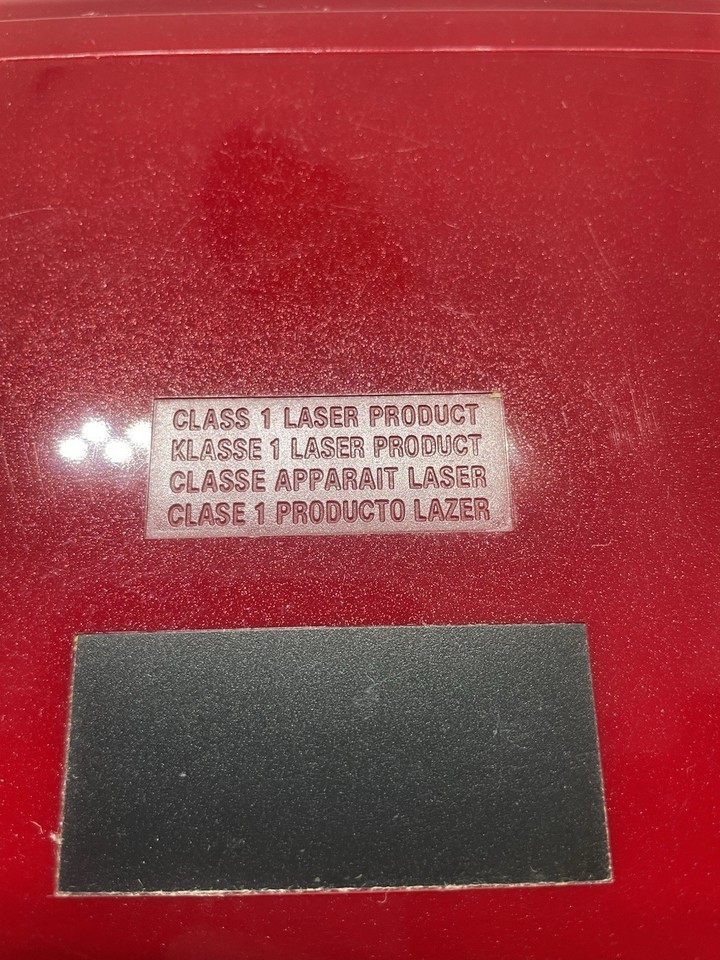 CLASS 1 LASER PRODUCT
KLASSE 1 LASER PRODUCT
CLASSE APPARAIT LASER
CLASE 1 PRODUCTO LAZER